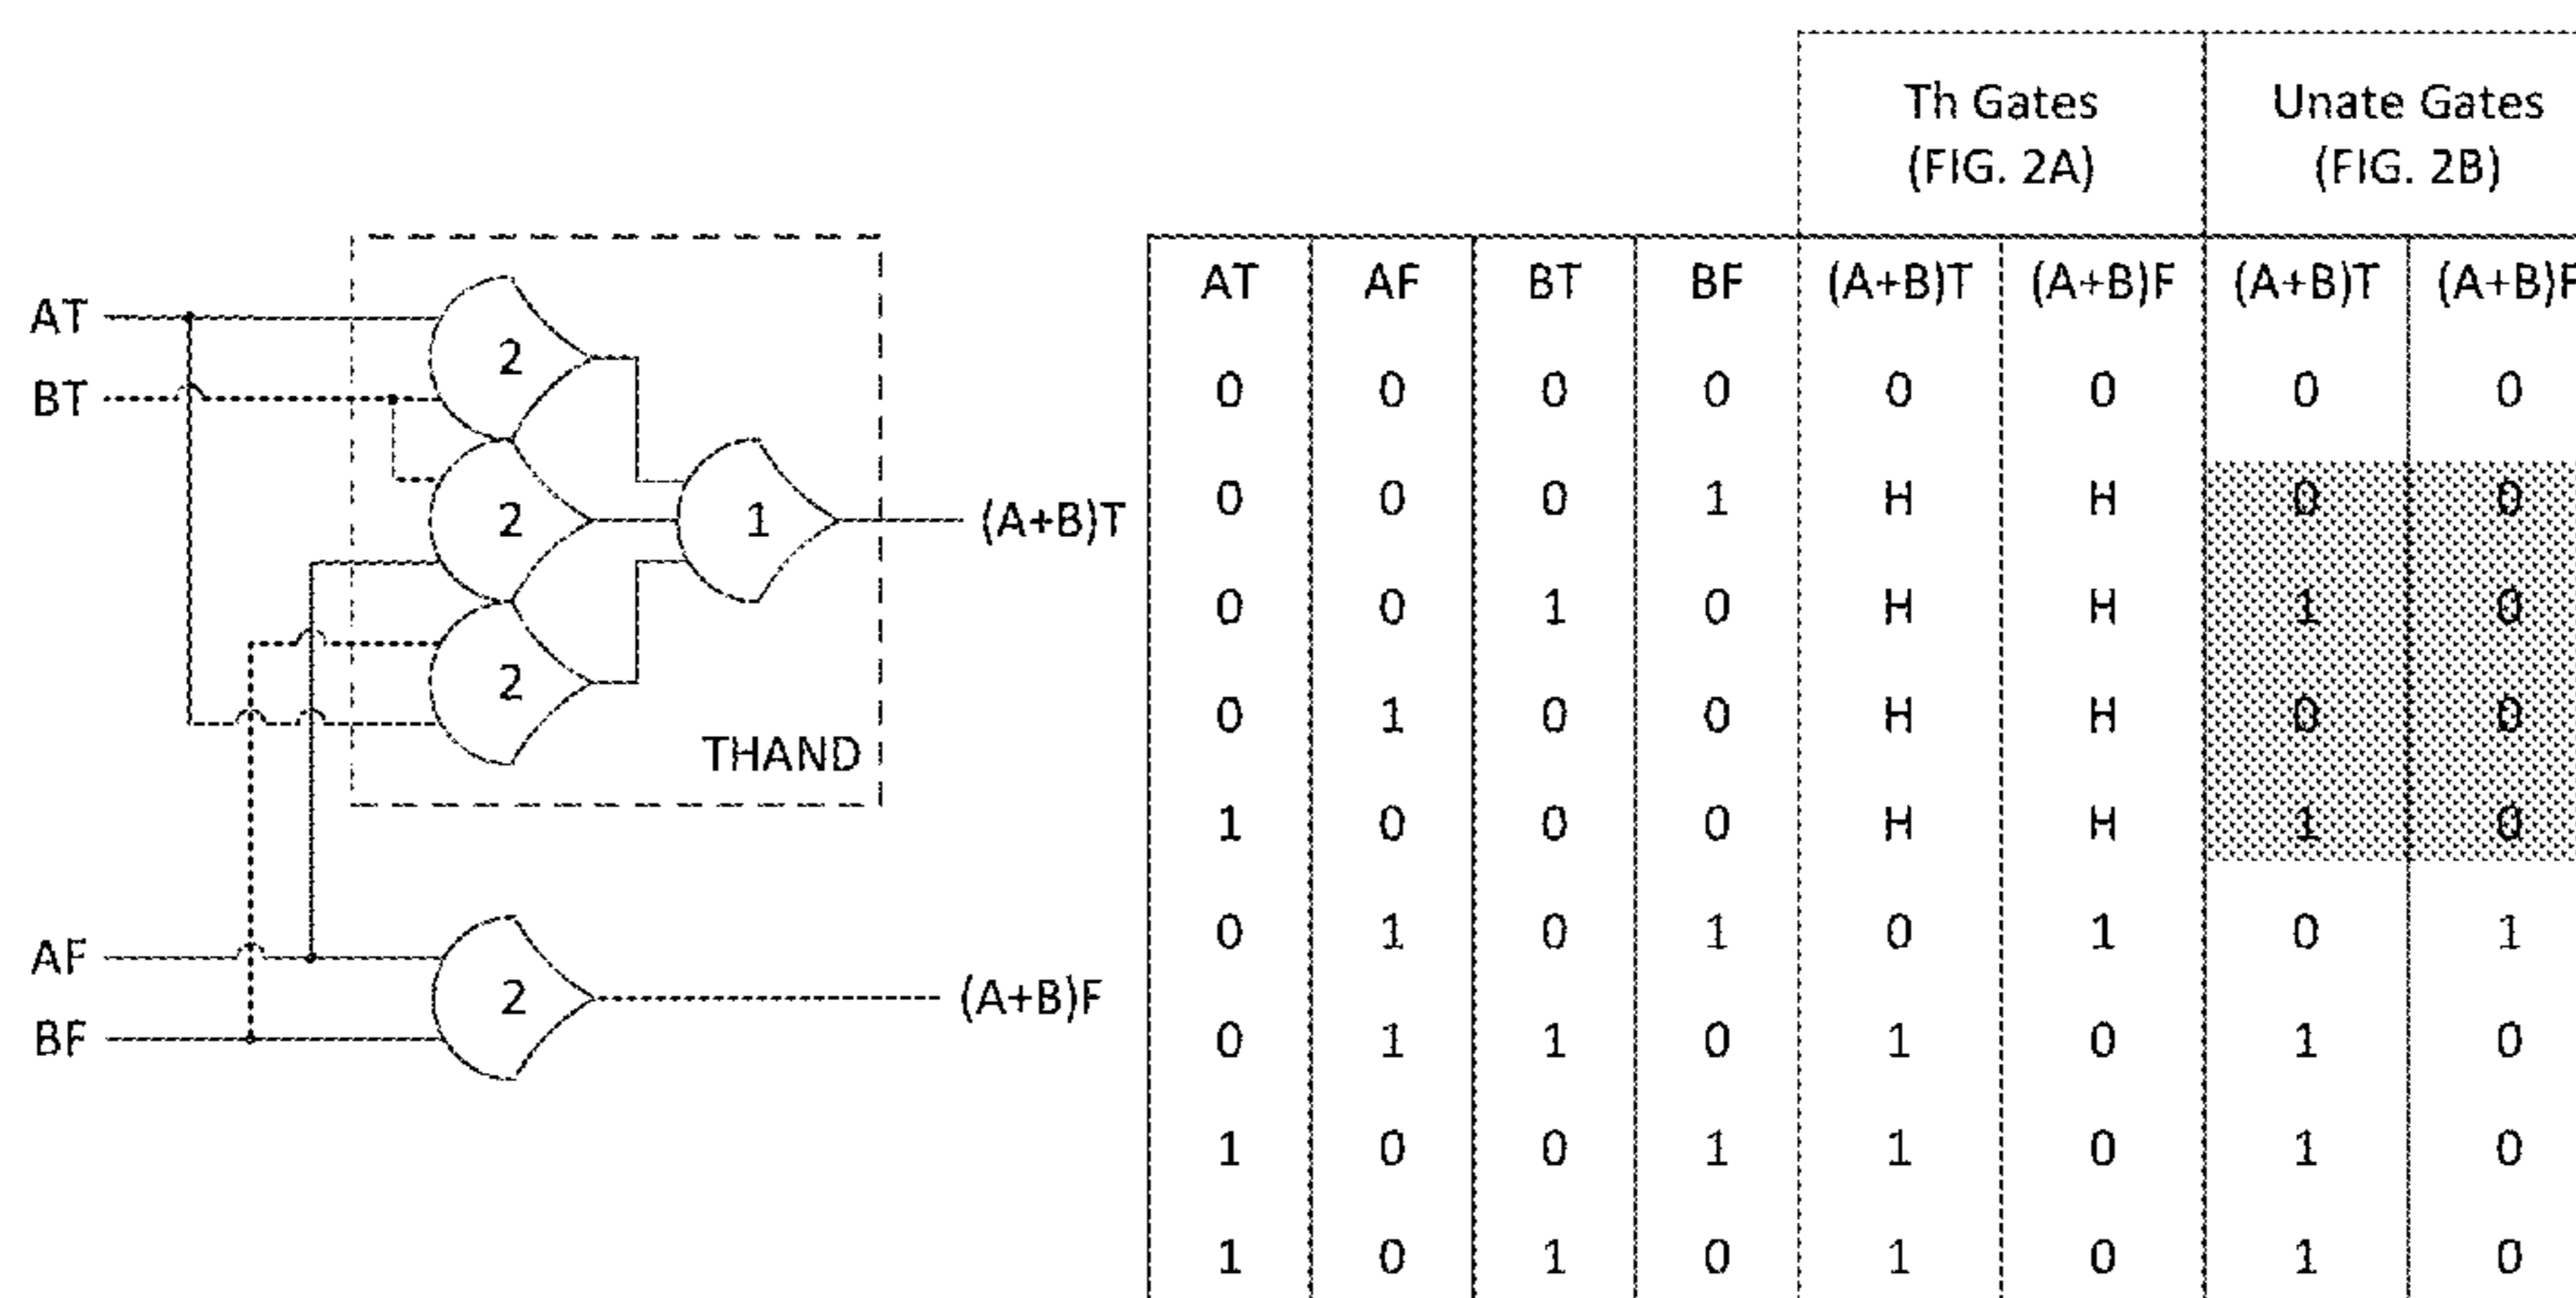 Th Gates Unate Gates
(FIG. 2A) (FIG. 2B)
AT
BT
2
2
2
1
(A+B)T
THAND
AF
BF
2
(A+B)F
AT AF BT BF (A+B)T (A+B)F (A+B)T (A+B)F
0 0 0 0 0 0 0 0
0 0 0 1 H H 0 0
0 0 1 0 H H 1 0
0 1 0 0 H H 0 0
1 0 0 0 H H 1 0
0 1 0 1 0 1 0 1
0 1 1 0 1 0 1 0
1 0 0 1 1 0 1 0
1 0 1 0 1 0 1 0